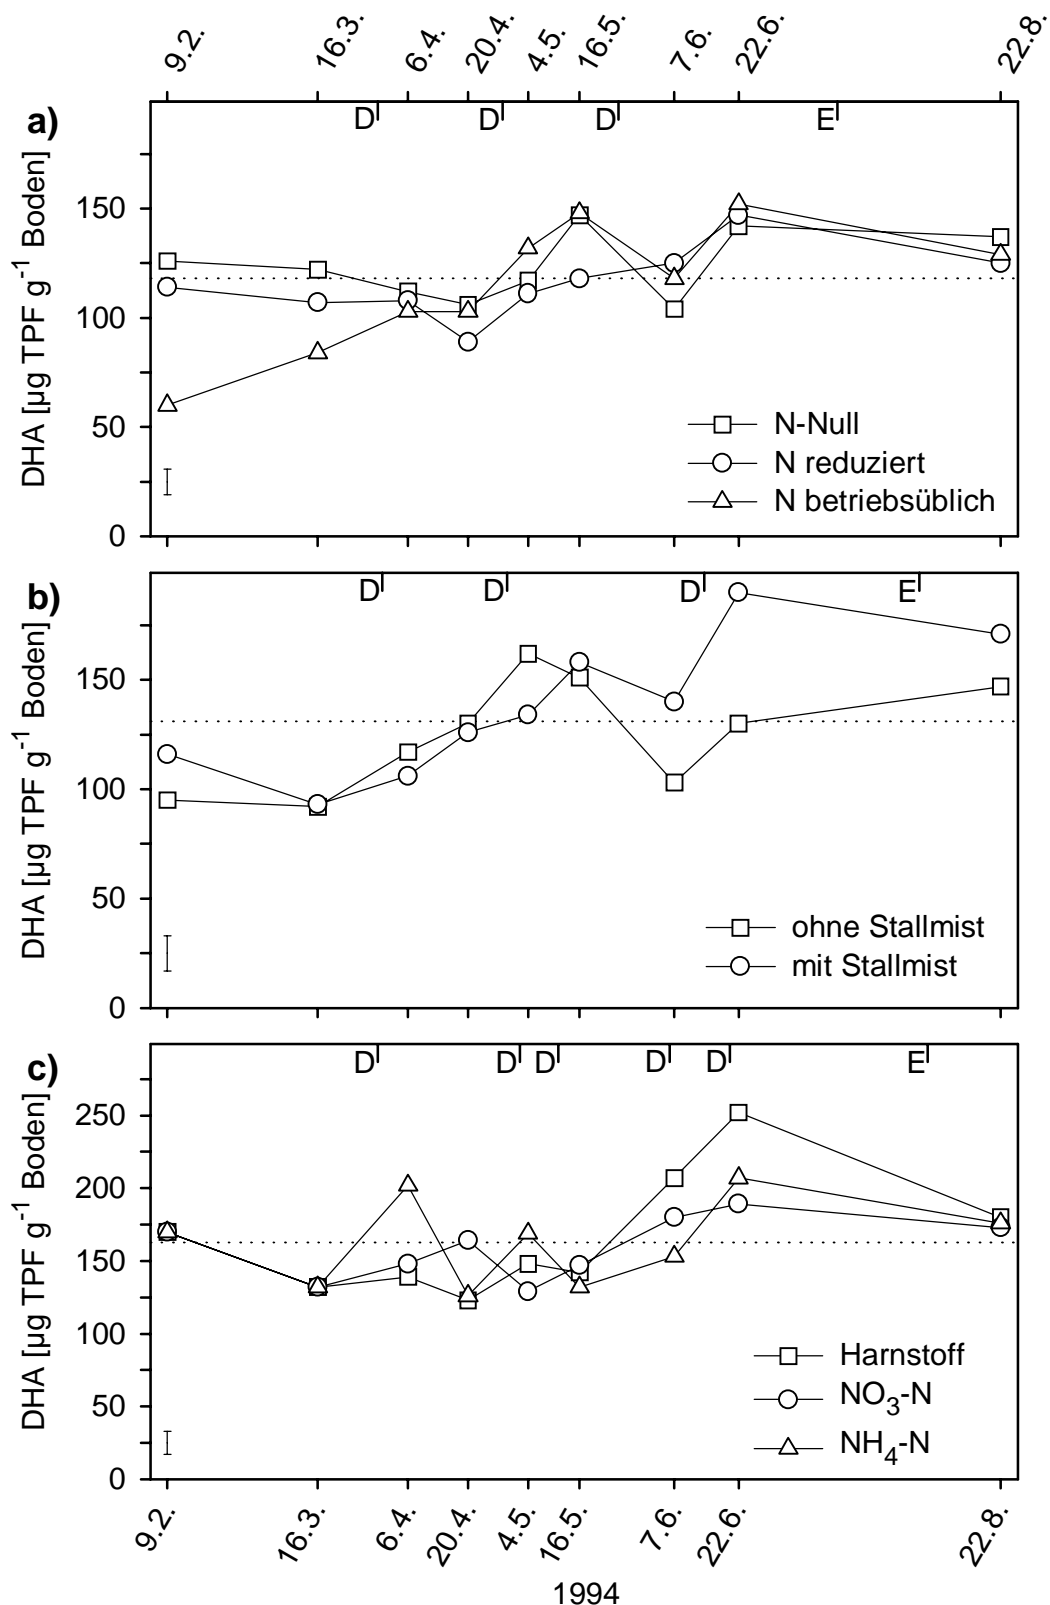 9.2. 16.3. 6.4. 20.4. 4.5. 16.5. 7.6. 22.6. 22.8.
a)
D D D E
DHA [µg TPF g⁻¹ Boden]
150
100
50
0
N-Null
N reduziert
N betriebsüblich
b)
D D D E
DHA [µg TPF g⁻¹ Boden]
150
100
50
0
ohne Stallmist
mit Stallmist
c)
D D D D D E
DHA [µg TPF g⁻¹ Boden]
250
200
150
100
50
0
Harnstoff
NO₃-N
NH₄-N
9.2. 16.3. 6.4. 20.4. 4.5. 16.5. 7.6. 22.6. 22.8.
1994